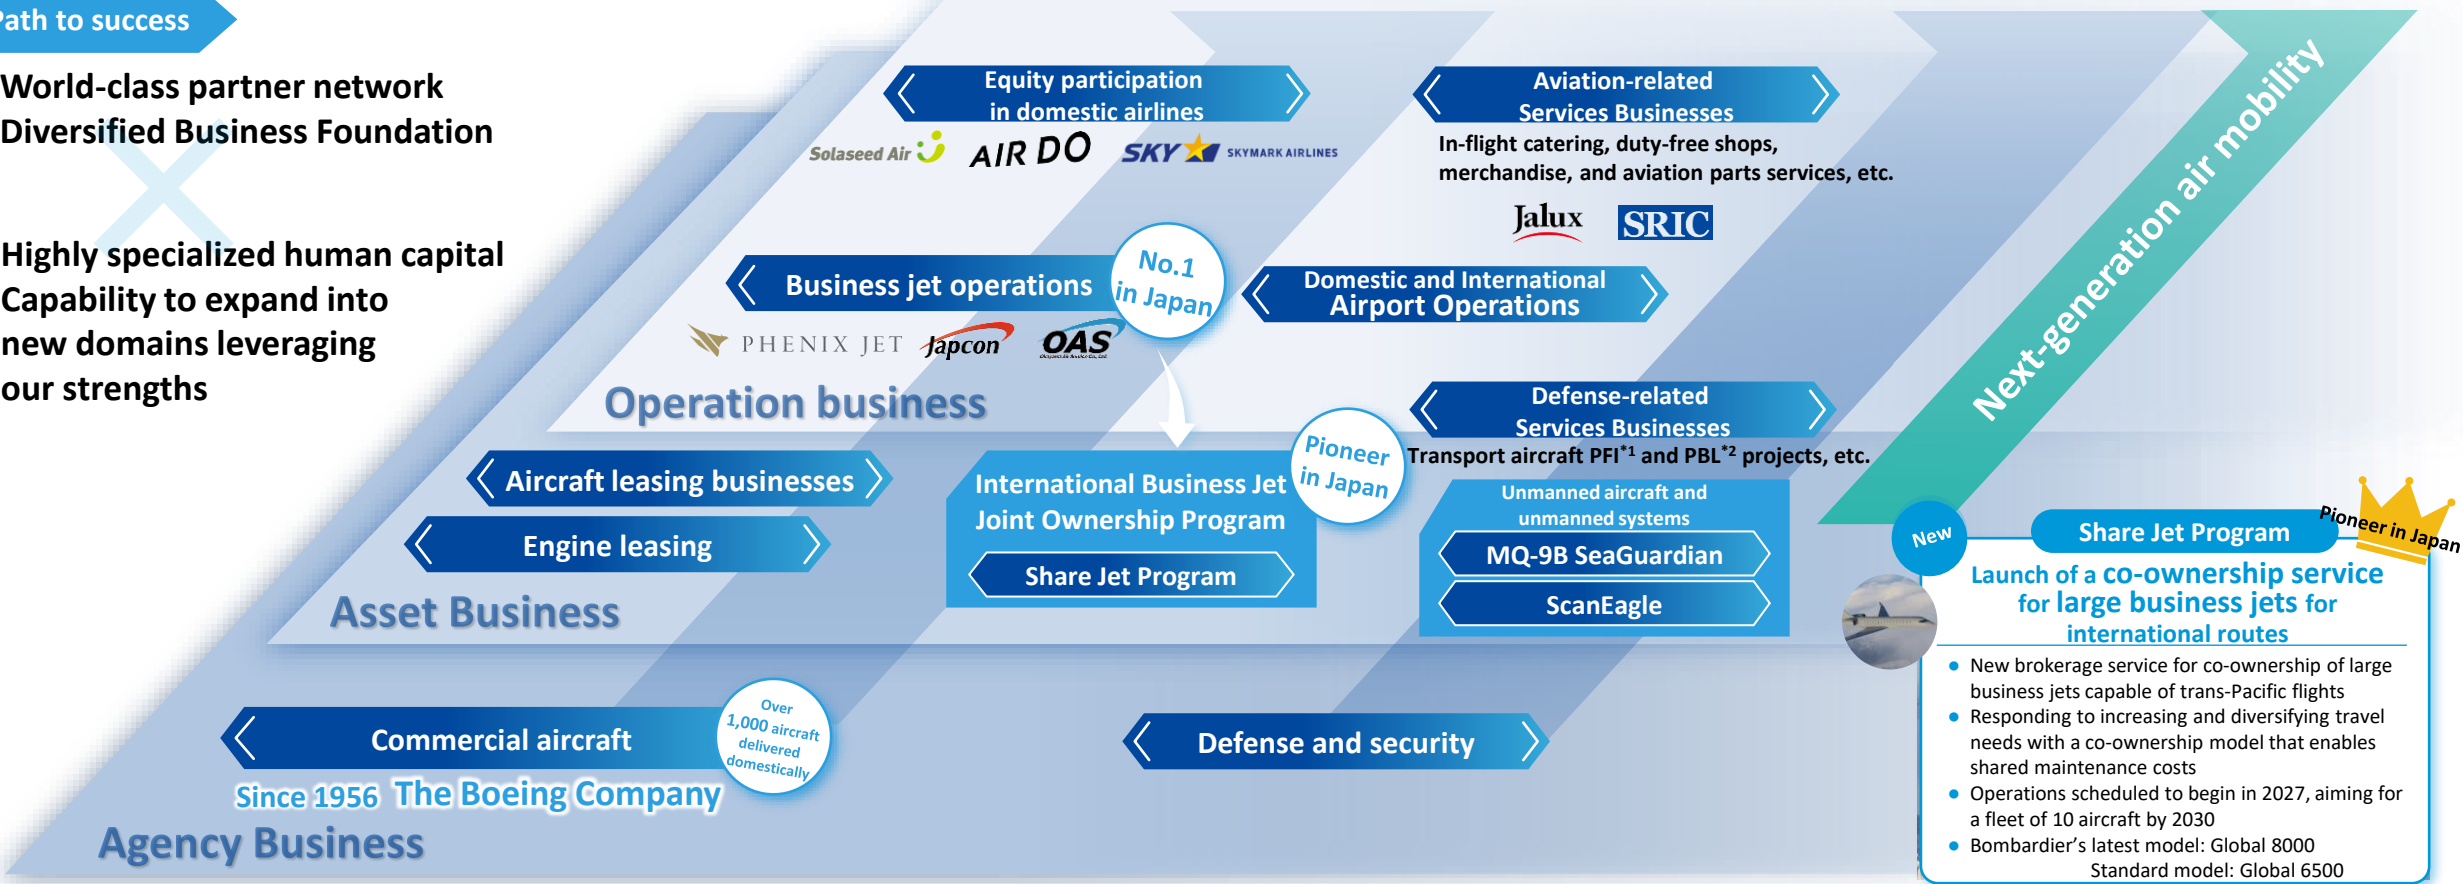 Path to success
World-class partner network
Diversified Business Foundation
×
Highly specialized human capital
Capability to expand into
new domains leveraging
our strengths
Equity participation
in domestic airlines
Solaseed Air
AIR DO
SKY SKYMARK AIRLINES
Aviation-related
Services Businesses
In-flight catering, duty-free shops,
merchandise, and aviation parts services, etc.
Jalux
SRIC
Business jet operations
No.1
in Japan
PHENIX JET
Japcon
OAS
Domestic and International
Airport Operations
Operation business
Next-generation air mobility
Defense-related
Services Businesses
Transport aircraft PFI*1 and PBL*2 projects, etc.
Aircraft leasing businesses
Engine leasing
International Business Jet
Joint Ownership Program
Pioneer
in Japan
Share Jet Program
Unmanned aircraft and
unmanned systems
MQ-9B SeaGuardian
ScanEagle
Asset Business
Commercial aircraft
Over
1,000 aircraft
delivered
domestically
Since 1956 The Boeing Company
Defense and security
Agency Business
New
Share Jet Program
Pioneer in Japan
Launch of a co-ownership service
for large business jets for
international routes
● New brokerage service for co-ownership of large
business jets capable of trans-Pacific flights
● Responding to increasing and diversifying travel
needs with a co-ownership model that enables
shared maintenance costs
● Operations scheduled to begin in 2027, aiming for
a fleet of 10 aircraft by 2030
● Bombardier's latest model: Global 8000
Standard model: Global 6500